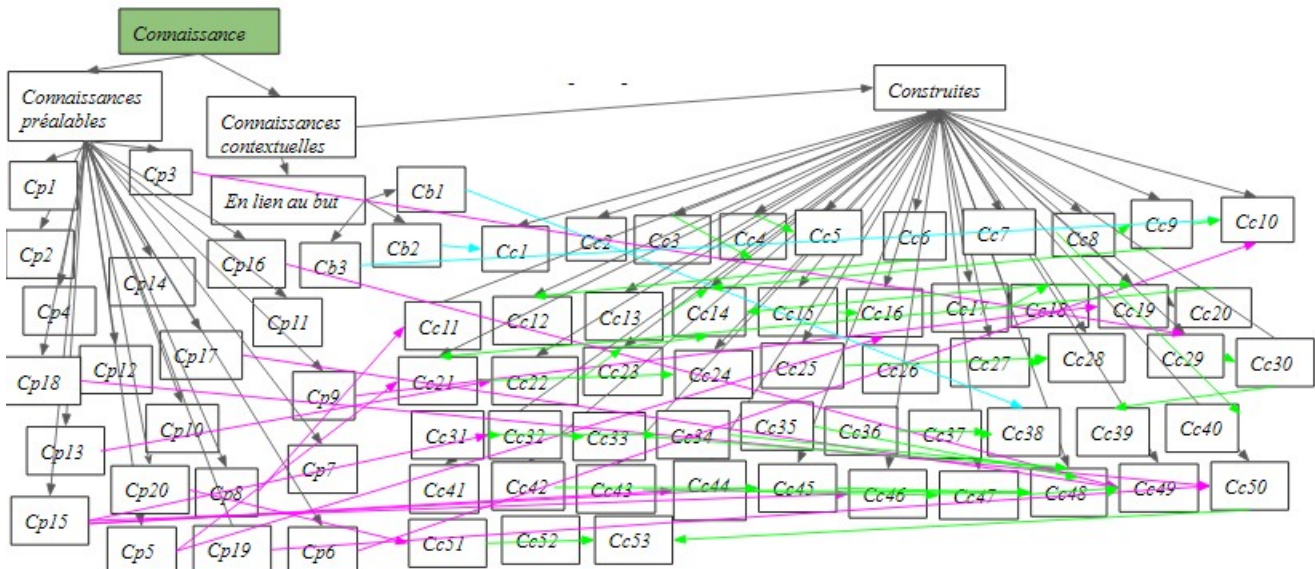 Connaissance
Connaissances
préalables
Construites
Connaissances
contextuelles
Cp3
Cp1
En lien au but
Cb1
Cc9
Cc10
Cp2
Cp16
Cb3
Cb2
Cc1
Cc2
Cc3
Cc4
Cc5
Cc6
Cc7
Cc8
Cp4
Cp14
Cp11
Cc11
Cc12
Cc13
Cc14
Cc15
Cc16
Cc17
Cc18
Cc19
Cc20
Cp18
Cp12
Cp17
Cp9
Cc21
Cc22
Cc23
Cc24
Cc25
Cc26
Cc27
Cc28
Cc29
Cc30
Cp13
Cp10
Cp7
Cc31
Cc32
Cc33
Cc34
Cc35
Cc36
Cc37
Cc38
Cc39
Cc40
Cp15
Cp20
Cp8
Cc41
Cc42
Cc43
Cc44
Cc45
Cc46
Cc47
Cc48
Cc49
Cc50
Cp5
Cp19
Cp6
Cc51
Cc52
Cc53